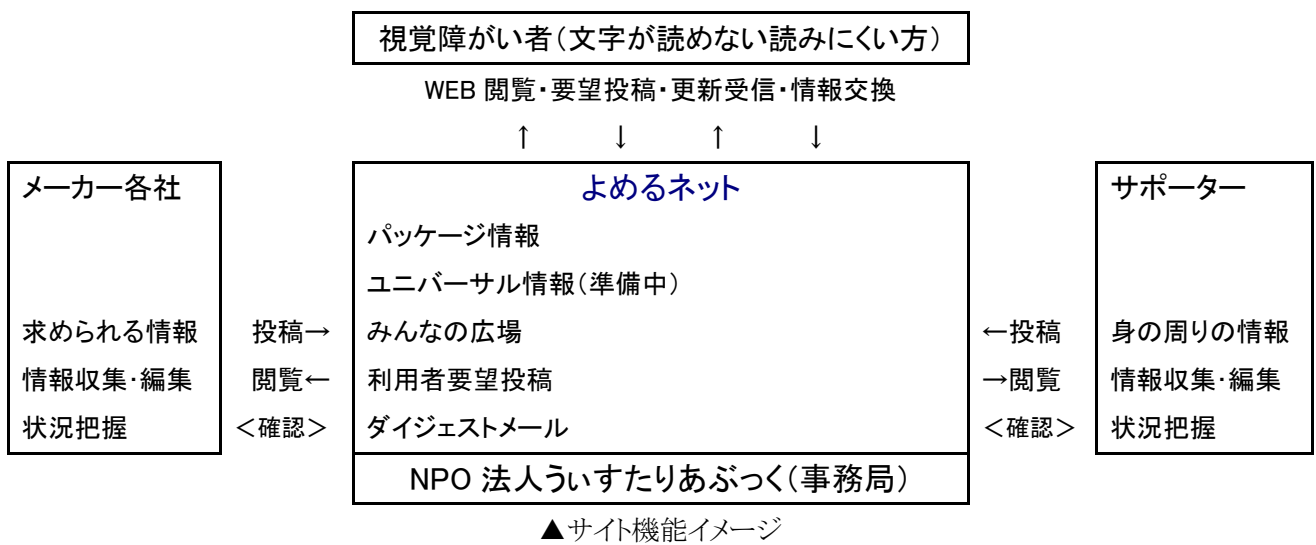 視覚障がい者（文字が読めない読みにくい方）
WEB 閲覧・要望投稿・更新受信・情報交換
↑ ↓ ↑ ↓
メーカー各社 よめるネット サポーター
パッケージ情報
ユニバーサル情報（準備中）
求められる情報 投稿→ みんなの広場 ←投稿 身の周りの情報
情報収集・編集 閲覧← 利用者要望投稿 →閲覧 情報収集・編集
状況把握 ＜確認＞ ダイジェストメール ＜確認＞ 状況把握
NPO 法人うぃすたりあぶっく（事務局）
▲サイト機能イメージ